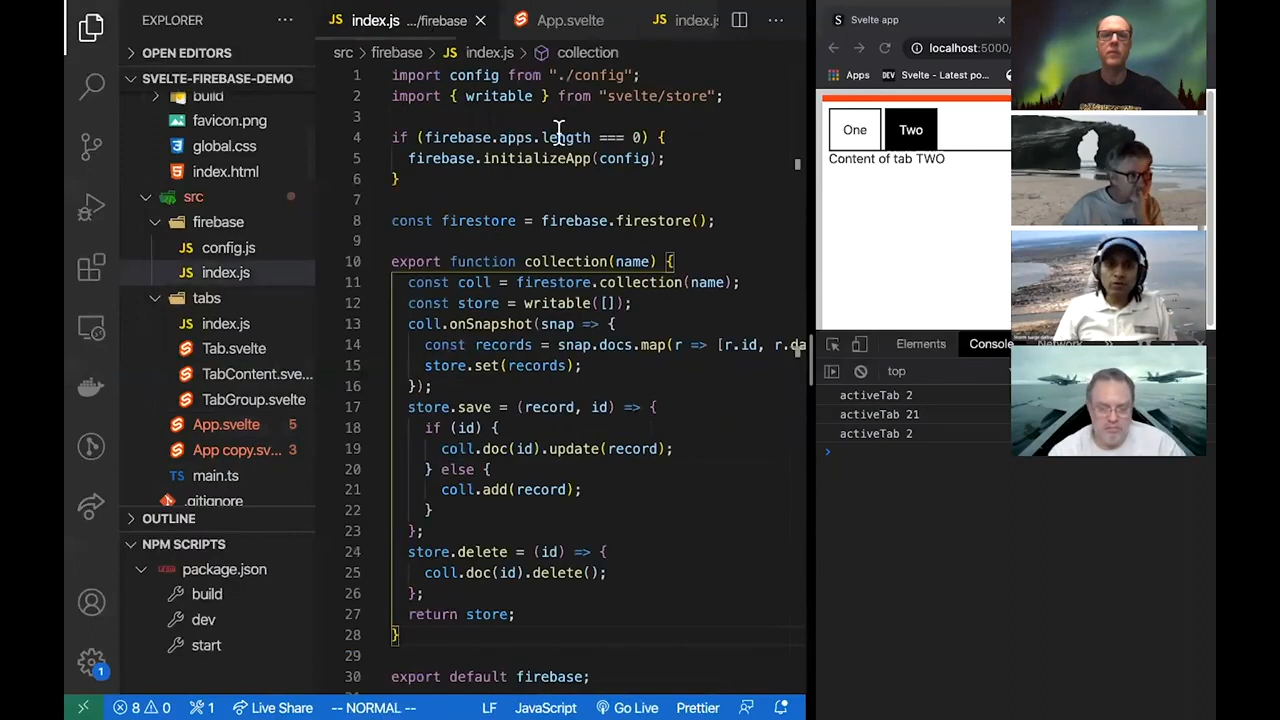 EXPLORER
OPEN EDITORS
SVELTE-FIREBASE-DEMO
build
favicon.png
global.css
index.html
src
firebase
config.js
index.js
tabs
index.js
Tab.svelte
TabContent.sve...
TabGroup.svelte
App.svelte 5
App copy.sv... 3
TS main.ts
.gitignore
OUTLINE
NPM SCRIPTS
package.json
build
dev
start
1
JS index.js .../firebase
App.svelte
JS index.js
src > firebase > JS index.js > collection
1 import config from "./config";
2 import { writable } from "svelte/store";
3
4 if (firebase.apps.length === 0) {
5 firebase.initializeApp(config);
6 }
7
8 const firestore = firebase.firestore();
9
10 export function collection(name) {
11 const coll = firestore.collection(name);
12 const store = writable([]);
13 coll.onSnapshot(snap => {
14 const records = snap.docs.map(r => [r.id, r.da
15 store.set(records);
16 });
17 store.save = (record, id) => {
18 if (id) {
19 coll.doc(id).update(record);
20 } else {
21 coll.add(record);
22 }
23 };
24 store.delete = (id) => {
25 coll.doc(id).delete();
26 };
27 return store;
28 }
29
30 export default firebase;
8 0 1 Live Share -- NORMAL -- LF JavaScript Go Live Prettier
Svelte app
localhost:5000/
Apps DEV Svelte - Latest po...
One Two
Content of tab TWO
Elements Console Network
top
activeTab 2
activeTab 21
activeTab 2